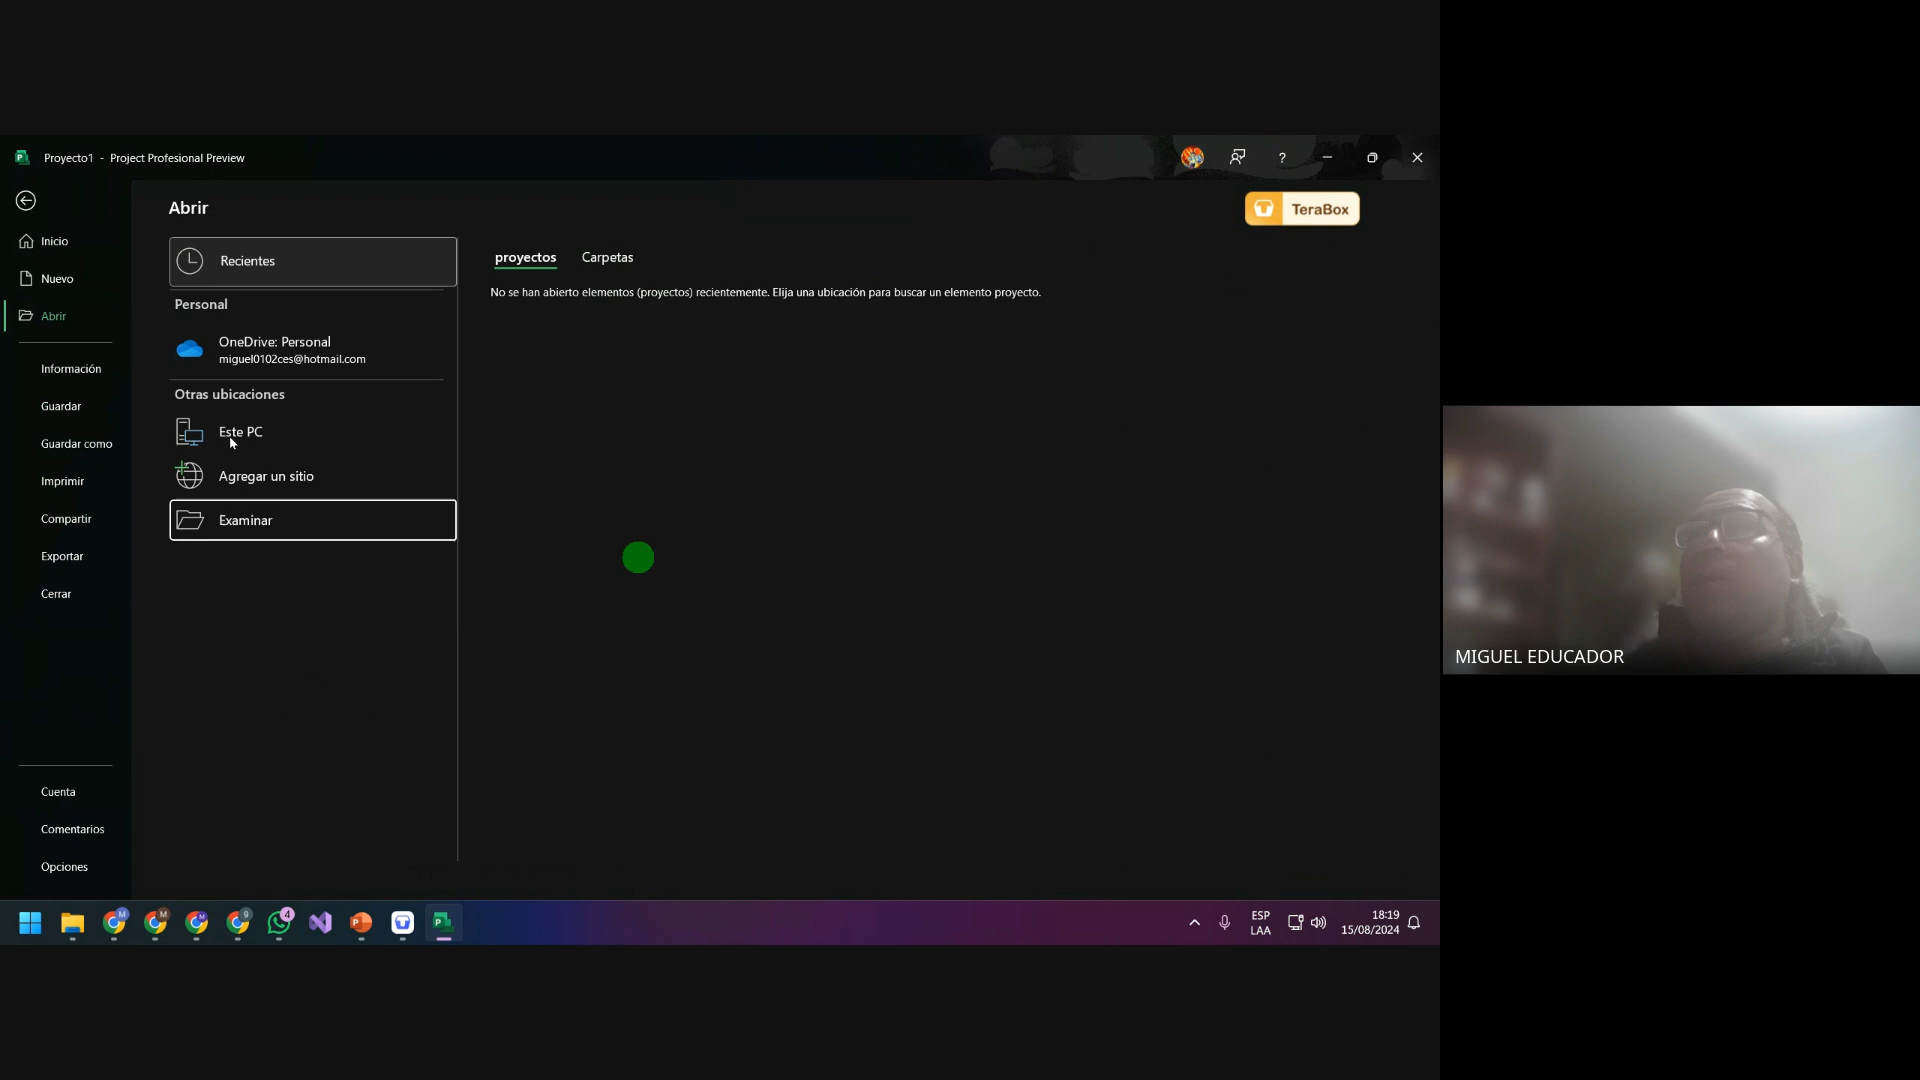 Proyecto1 - Project Profesional Preview
?
TeraBox
Inicio
Nuevo
Abrir
Información
Guardar
Guardar como
Imprimir
Compartir
Exportar
Cerrar
Cuenta
Comentarios
Opciones
Abrir
Recientes
Personal
OneDrive: Personal
miguel0102ces@hotmail.com
Otras ubicaciones
Este PC
Agregar un sitio
Examinar
proyectos Carpetas
No se han abierto elementos (proyectos) recientemente. Elija una ubicación para buscar un elemento proyecto.
MIGUEL EDUCADOR
M M M 9 4
ESP
LAA
18:19
15/08/2024